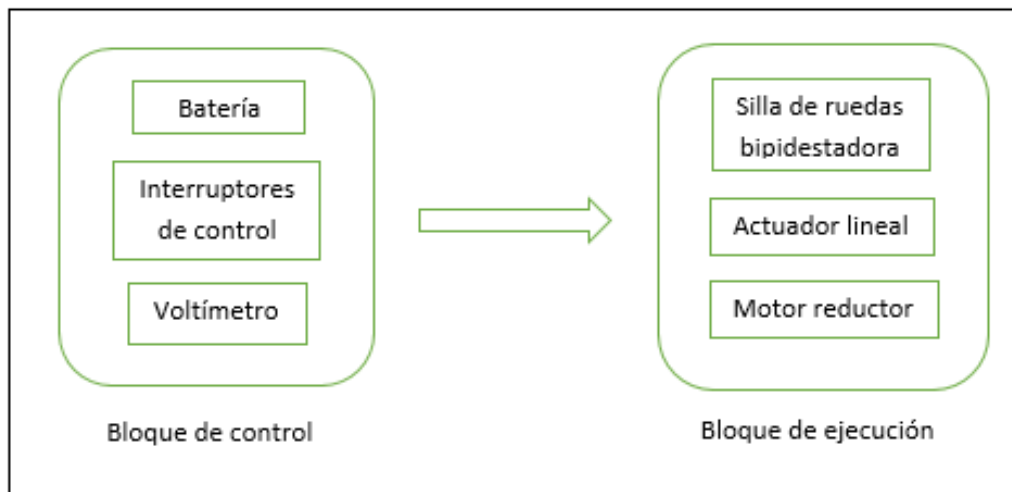 Batería
Interruptores
de control
Voltímetro
Bloque de control
Silla de ruedas
bipidestadora
Actuador lineal
Motor reductor
Bloque de ejecución